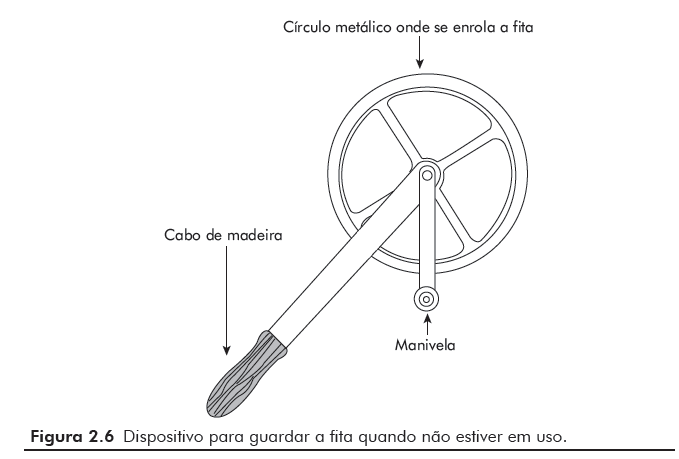 Círculo metálico onde se enrola a fita
Cabo de madeira
Manivela
Figura 2.6 Dispositivo para guardar a fita quando não estiver em uso.